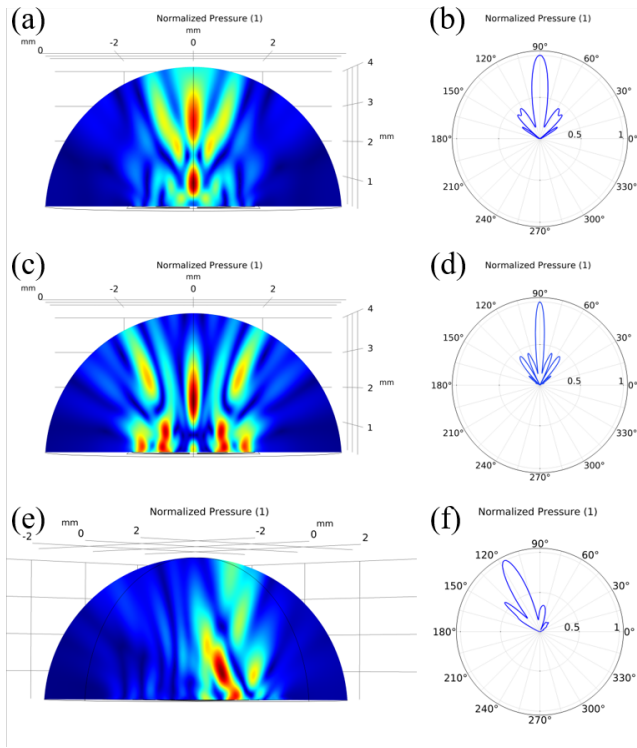 (a)
Normalized Pressure (1)
mm
0 -2 0 2
4
3
2 mm
1
(b)
Normalized Pressure (1)
90°
120° 60°
150° 30°
180° 0.5 1 0°
210° 330°
240° 300°
270°
(c)
Normalized Pressure (1)
mm
0 -2 0 2
4
3
mm
2
1
(d)
Normalized Pressure (1)
90°
120° 60°
150° 30°
180° 0.5 1 0°
210° 330°
240° 300°
270°
(e)
Normalized Pressure (1)
mm mm
-2 0 2 -2 0 2
(f)
Normalized Pressure (1)
90°
120° 60°
150° 30°
180° 0.5 1 0°
210° 330°
240° 300°
270°